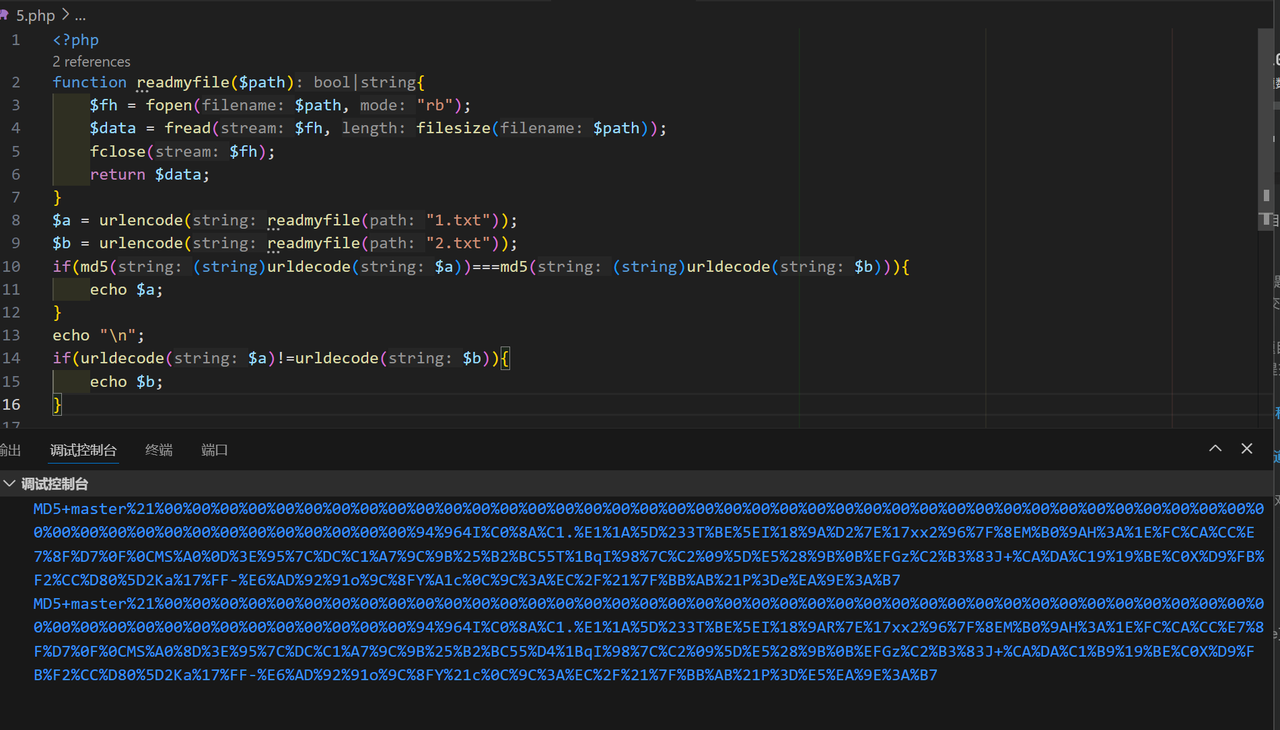 5.php > ...
1 <?php
2 references
2 function readmyfile($path): bool|string{
3 $fh = fopen(filename: $path, mode: "rb");
4 $data = fread(stream: $fh, length: filesize(filename: $path));
5 fclose(stream: $fh);
6 return $data;
7 }
8 $a = urlencode(string: readmyfile(path: "1.txt"));
9 $b = urlencode(string: readmyfile(path: "2.txt"));
10 if(md5(string: (string)urldecode(string: $a))===md5(string: (string)urldecode(string: $b))){
11 echo $a;
12 }
13 echo "\n";
14 if(urldecode(string: $a)!=urldecode(string: $b)){
15 echo $b;
16 }
17
输出 调试控制台 终端 端口
调试控制台
MD5+master%21%00%00%00%00%00%00%00%00%00%00%00%00%00%00%00%00%00%00%00%00%00%00%00%00%00%00%00%00%00%00%00%00%00%00%00%00%00%00%0
0%00%00%00%00%00%00%00%00%00%00%00%00%00%94%964I%C0%8A%C1.%E1%1A%5D%233T%BE%5EI%18%9A%D2%7E%17xx2%96%7F%8EM%B0%9AH%3A%1E%FC%CA%CC%E
7%8F%D7%0F%0CMS%A0%0D%3E%95%7C%DC%C1%A7%9C%9B%25%B2%BC55T%1BqI%98%7C%C2%09%5D%E5%28%9B%0B%EFGz%C2%B3%83J+%CA%DA%C19%19%BE%C0X%D9%FB%
F2%CC%D80%5D2Ka%17%FF-%E6%AD%92%91o%9C%8FY%A1c%0C%9C%3A%EC%2F%21%7F%BB%AB%21P%3De%EA%9E%3A%B7
MD5+master%21%00%00%00%00%00%00%00%00%00%00%00%00%00%00%00%00%00%00%00%00%00%00%00%00%00%00%00%00%00%00%00%00%00%00%00%00%00%00%0
0%00%00%00%00%00%00%00%00%00%00%00%00%00%94%964I%C0%8A%C1.%E1%1A%5D%233T%BE%5EI%18%9AR%7E%17xx2%96%7F%8EM%B0%9AH%3A%1E%FC%CA%CC%E7%8
F%D7%0F%0CMS%A0%8D%3E%95%7C%DC%C1%A7%9C%9B%25%B2%BC55%D4%1BqI%98%7C%C2%09%5D%E5%28%9B%0B%EFGz%C2%B3%83J+%CA%DA%C1%B9%19%BE%C0X%D9%F
B%F2%CC%D80%5D2Ka%17%FF-%E6%AD%92%91o%9C%8FY%21c%0C%9C%3A%EC%2F%21%7F%BB%AB%21P%3D%E5%EA%9E%3A%B7